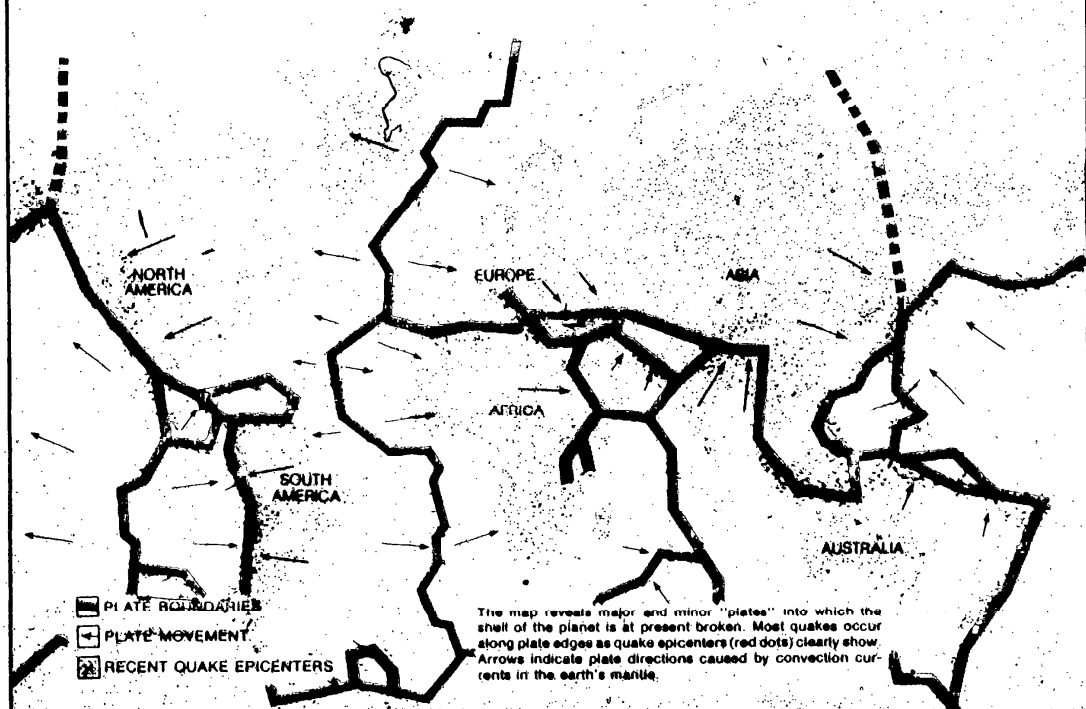 NORTH
AMERICA
EUROPE
ASIA
AFRICA
SOUTH
AMERICA
AUSTRALIA
PLATE BOUNDARIES
PLATE MOVEMENT
RECENT QUAKE EPICENTERS
The map reveals major and minor "plates" into which the
shell of the planet is at present broken. Most quakes occur
along plate edges as quake epicenters (red dots) clearly show.
Arrows indicate plate directions caused by convection cur-
rents in the earth's mantle.